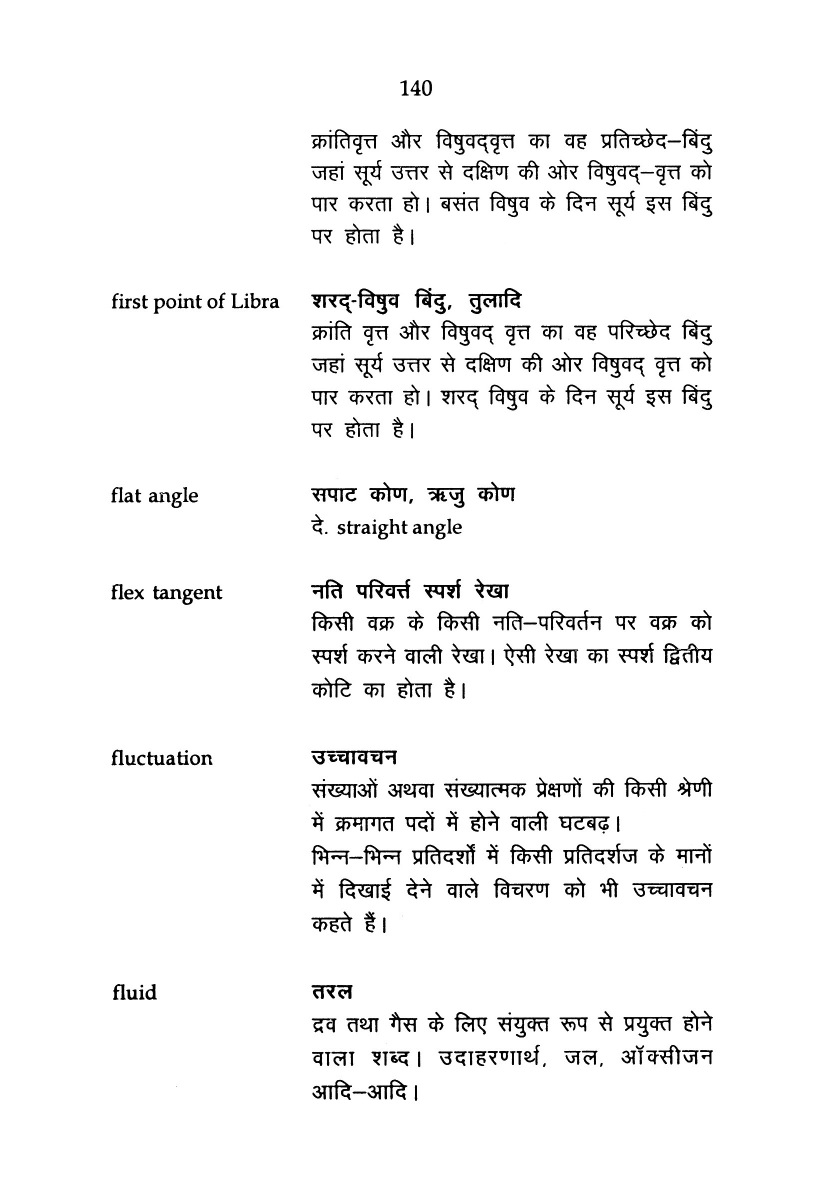 140
क्रांतिवृत्त और विषुवद्वृत्त का वह प्रतिच्छेद–बिंदु
जहां सूर्य उत्तर से दक्षिण की ओर विषुवद्–वृत्त को
पार करता हो। बसंत विषुव के दिन सूर्य इस बिंदु
पर होता है।
first point of Libra शरद्-विषुव बिंदु, तुलादि
क्रांति वृत्त और विषुवद् वृत्त का वह परिच्छेद बिंदु
जहां सूर्य उत्तर से दक्षिण की ओर विषुवद् वृत्त को
पार करता हो। शरद् विषुव के दिन सूर्य इस बिंदु
पर होता है।
flat angle सपाट कोण, ऋजु कोण
दे. straight angle
flex tangent नति परिवर्त्त स्पर्श रेखा
किसी वक्र के किसी नति–परिवर्तन पर वक्र को
स्पर्श करने वाली रेखा। ऐसी रेखा का स्पर्श द्वितीय
कोटि का होता है।
fluctuation उच्चावचन
संख्याओं अथवा संख्यात्मक प्रेक्षणों की किसी श्रेणी
में क्रमागत पदों में होने वाली घटबढ़।
भिन्न–भिन्न प्रतिदर्शों में किसी प्रतिदर्शज के मानों
में दिखाई देने वाले विचरण को भी उच्चावचन
कहते हैं।
fluid तरल
द्रव तथा गैस के लिए संयुक्त रूप से प्रयुक्त होने
वाला शब्द। उदाहरणार्थ, जल, ऑक्सीजन
आदि–आदि।